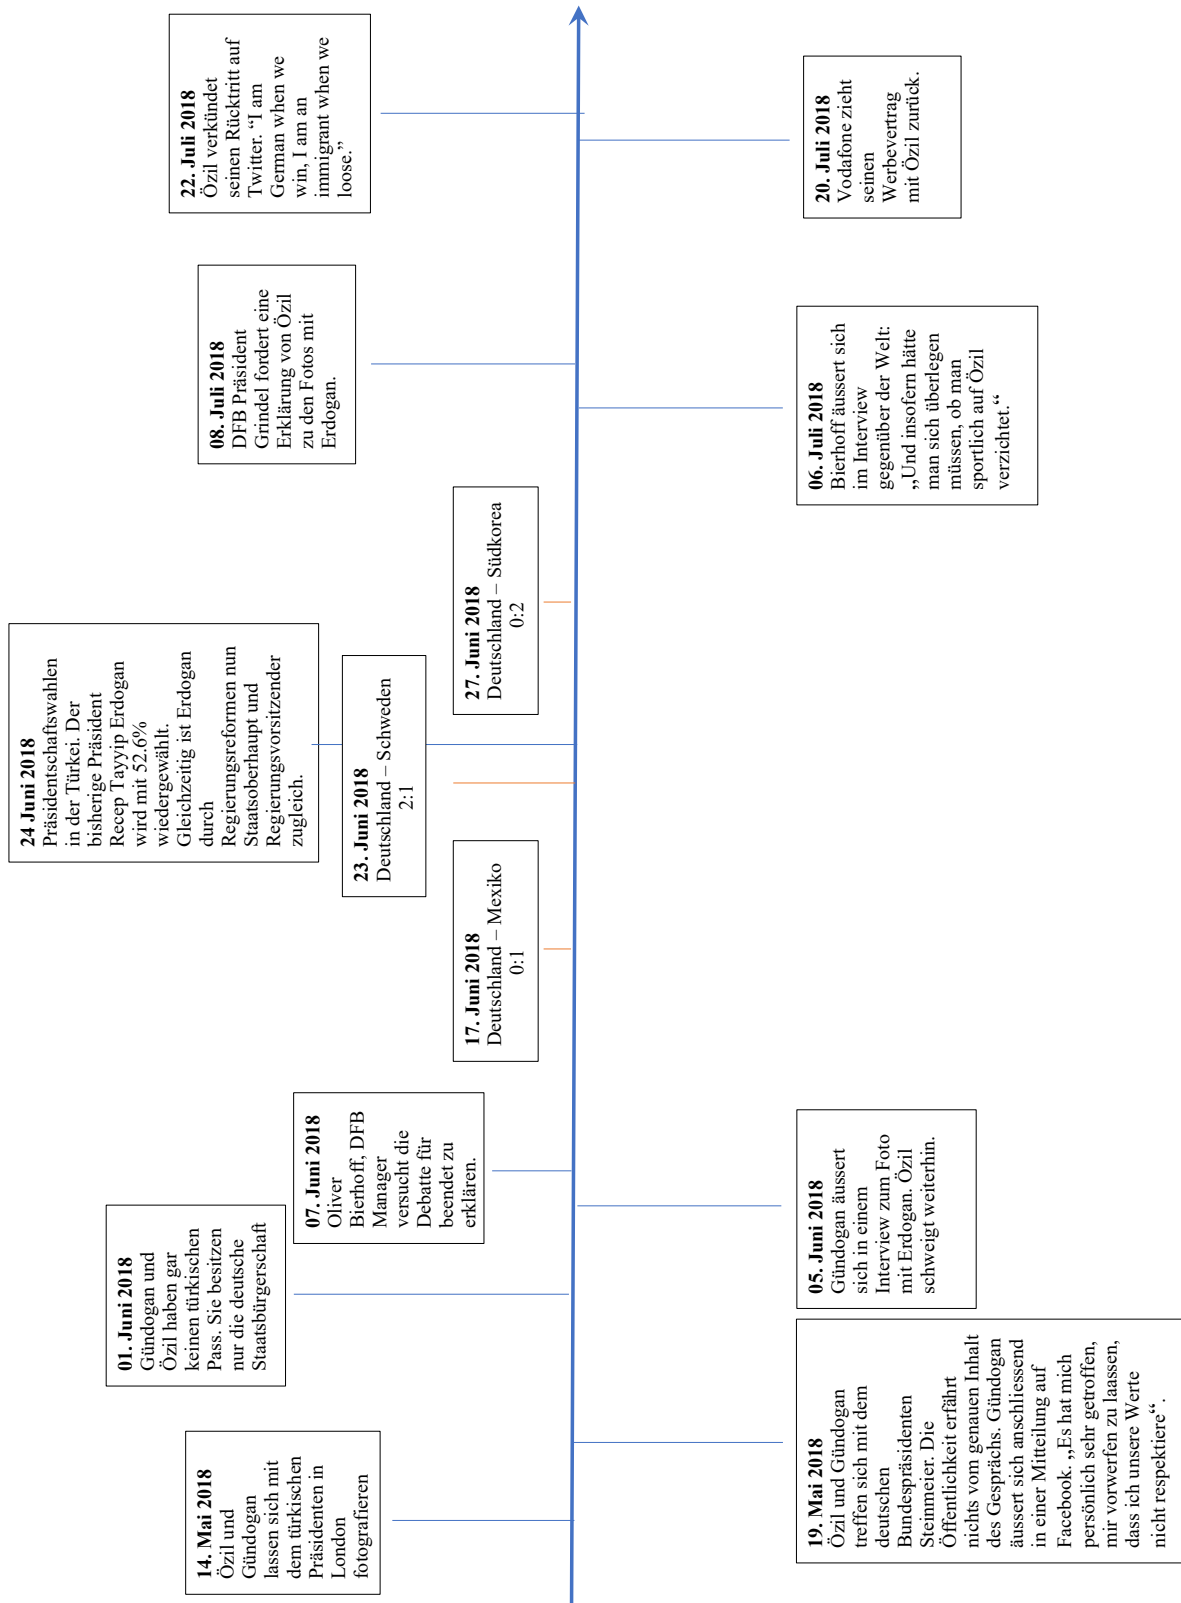 14. Mai 2018
Özil und
Gündogan
lassen sich mit
dem türkischen
Präsidenten in
London
fotografieren
19. Mai 2018
Özil und Gündogan
treffen sich mit dem
deutschen
Bundespräsidenten
Steinmeier. Die
Öffentlichkeit erfährt
nichts vom genauen Inhalt
des Gesprächs. Gündogan
äussert sich anschliessend
in einer Mitteilung auf
Facebook. „Es hat mich
persönlich sehr getroffen,
mir vorwerfen zu laassen,
dass ich unsere Werte
nicht respektiere“.
01. Juni 2018
Gündogan und
Özil haben gar
keinen türkischen
Pass. Sie besitzen
nur die deutsche
Staatsbürgerschaft
05. Juni 2018
Gündogan äussert
sich in einem
Interview zum Foto
mit Erdogan. Özil
schweigt weiterhin.
07. Juni 2018
Oliver
Bierhoff, DFB
Manager
versucht die
Debatte für
beendet zu
erklären.
17. Juni 2018
Deutschland – Mexiko
0:1
23. Juni 2018
Deutschland – Schweden
2:1
24 Juni 2018
Präsidentschaftswahlen
in der Türkei. Der
bisherige Präsident
Recep Tayyip Erdogan
wird mit 52.6%
wiedergewählt.
Gleichzeitig ist Erdogan
durch
Regierungsreformen nun
Staatsoberhaupt und
Regierungsvorsitzender
zugleich.
27. Juni 2018
Deutschland – Südkorea
0:2
06. Juli 2018
Bierhoff äussert sich
im Interview
gegenüber der Welt:
„Und insofern hätte
man sich überlegen
müssen, ob man
sportlich auf Özil
verzichtet.“
08. Juli 2018
DFB Präsident
Grindel fordert eine
Erklärung von Özil
zu den Fotos mit
Erdogan.
20. Juli 2018
Vodafone zieht
seinen
Werbevertrag
mit Özil zurück.
22. Juli 2018
Özil verkündet
seinen Rücktritt auf
Twitter. “I am
German when we
win, I am an
immigrant when we
loose.”